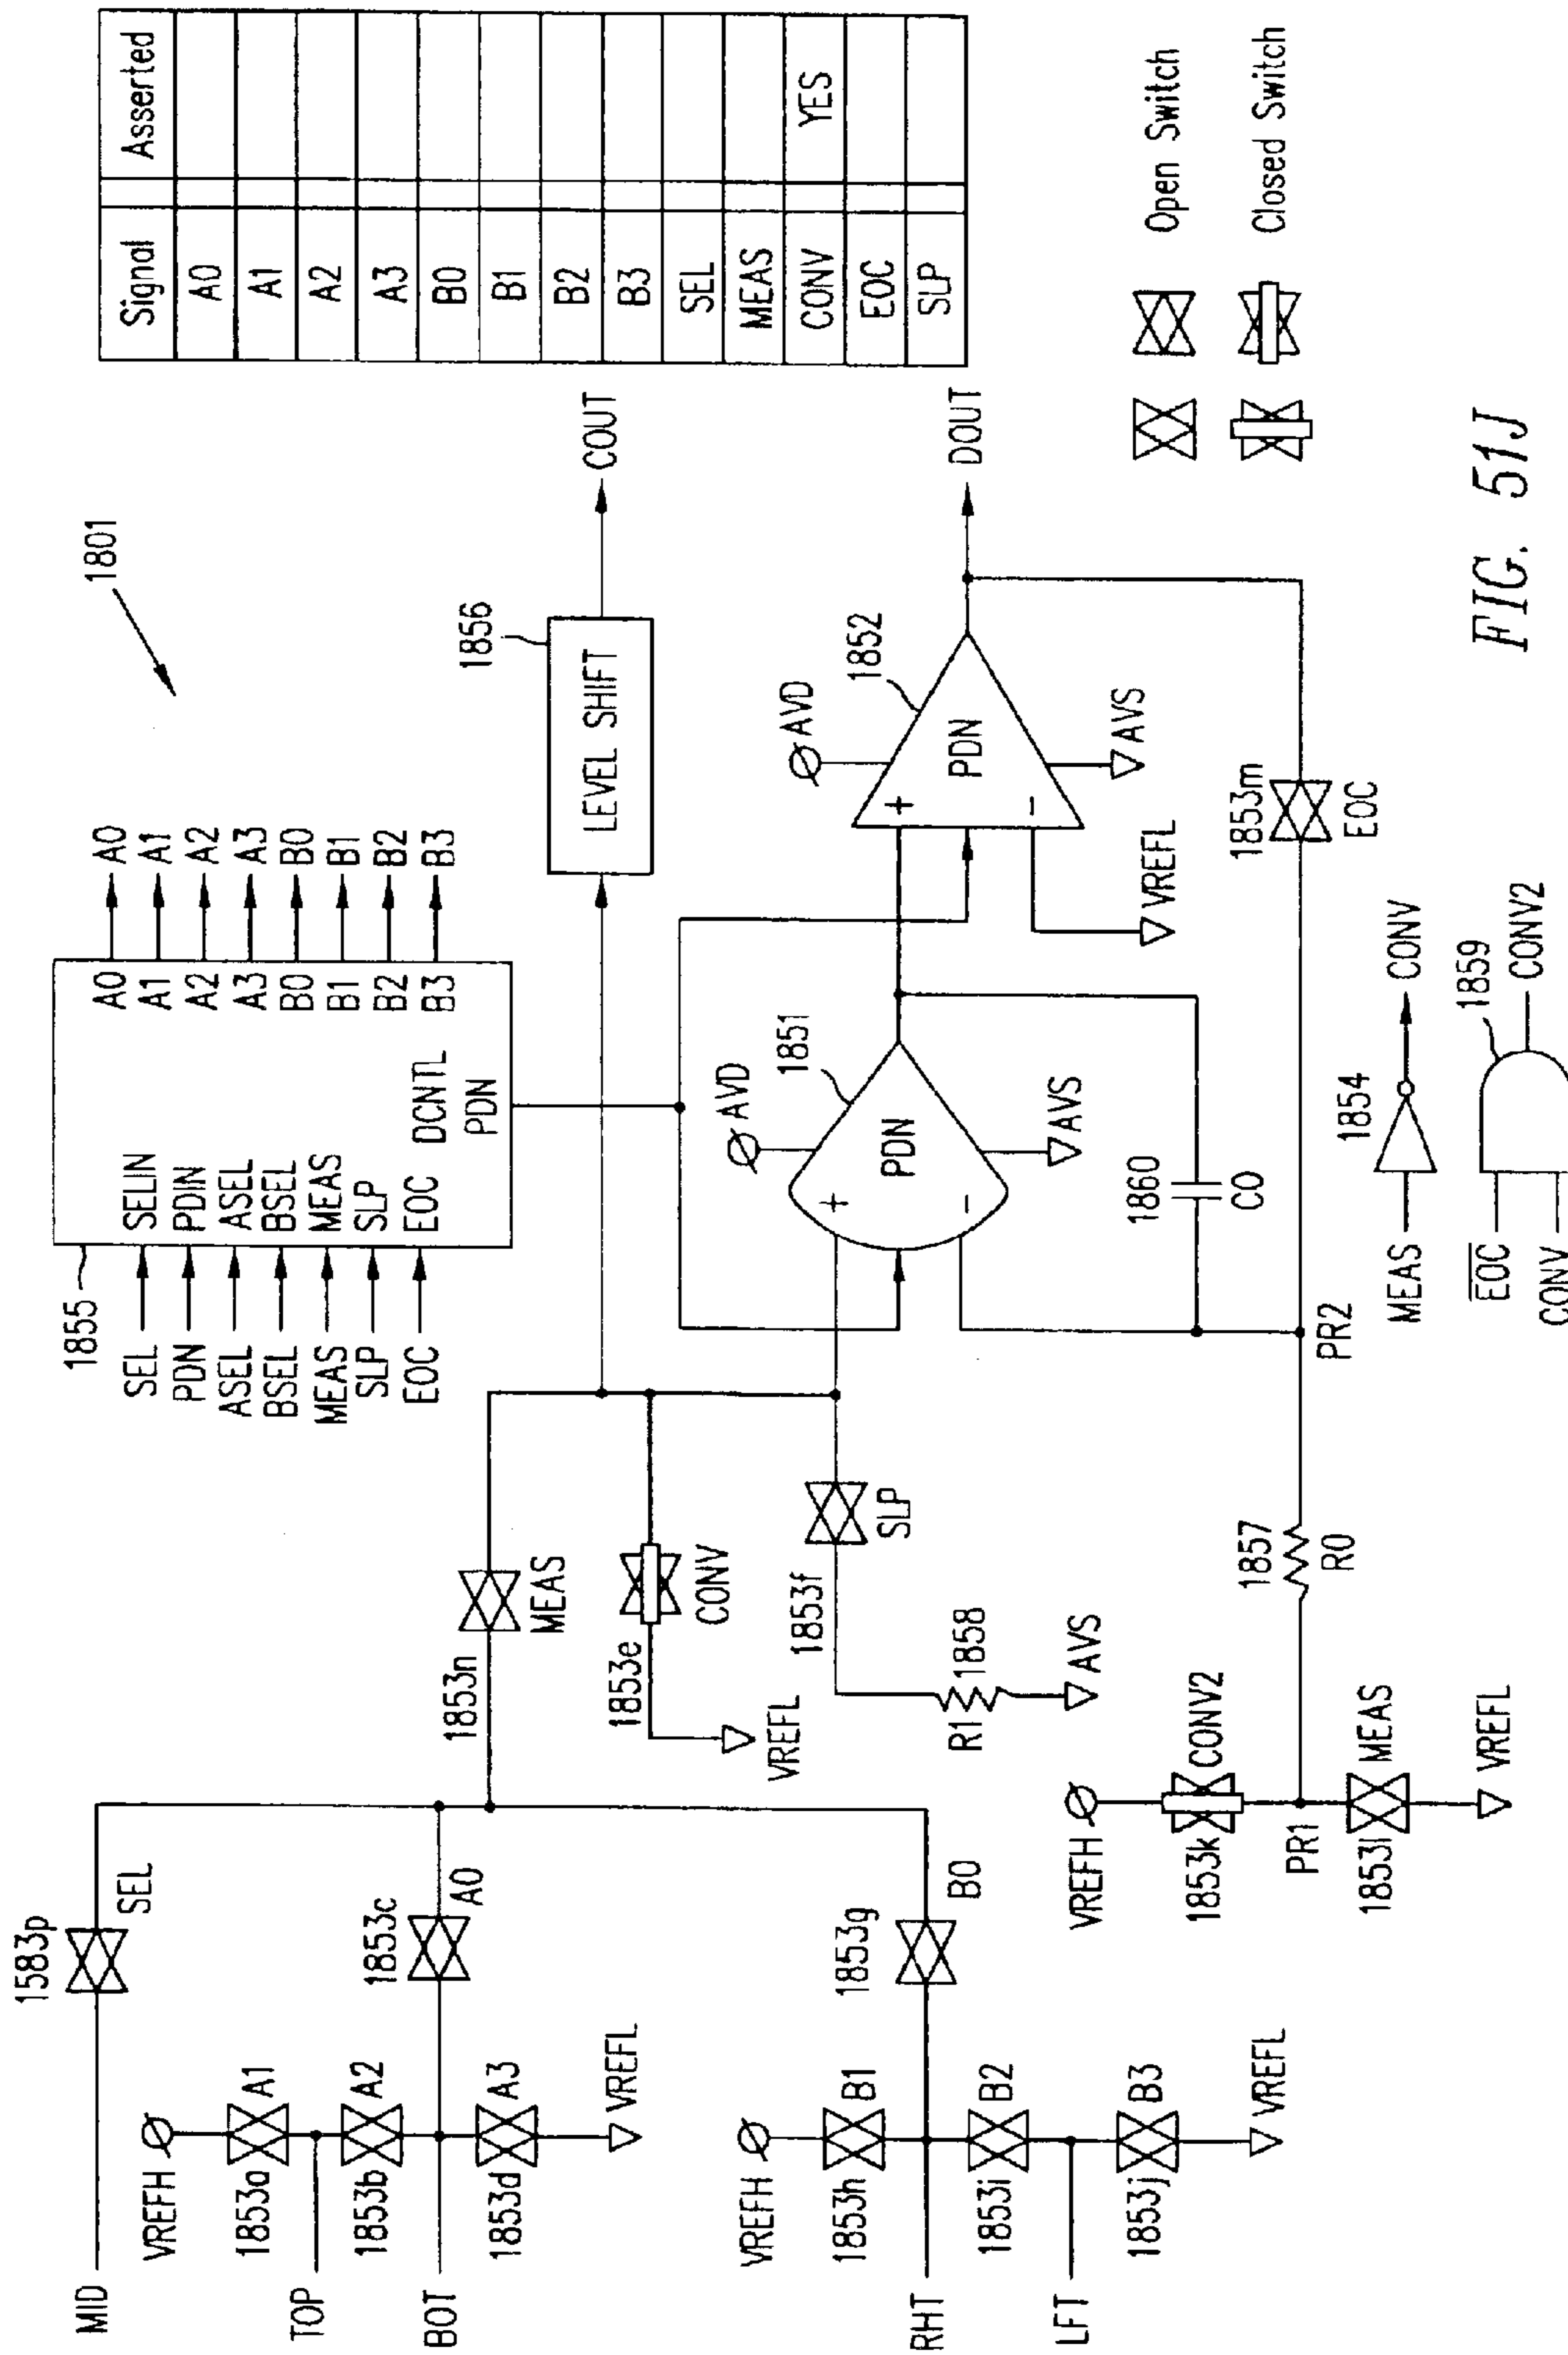 1801
1855
SEL SELIN
PDN PDIN
ASEL ASEL
BSEL BSEL
MEAS MEAS
SLP SLP
EOC EOC
DCNTL
PDN
A0 A0
A1 A1
A2 A2
A3 A3
B0 B0
B1 B1
B2 B2
B3 B3
Signal Asserted
A0
A1
A2
A3
B0
B1
B2
B3
SEL
MEAS
CONV YES
EOC
SLP
MID
1583p
SEL
VREFH
1853a A1
TOP
1853b A2
BOT
1853c
A0
1853d A3
VREFL
1853n
MEAS
1853e
CONV
VREFL
1856
LEVEL SHIFT
COUT
VREFH
1853h B1
RHT
1853g
B0
1853i B2
LFT
1853j B3
VREFL
1853f
SLP
R1 1858
AVS
AVD
1851
+
PDN
-
AVS
1860
C0
AVD
1852
+
PDN
-
AVS
VREFL
DOUT
VREFH
1853k CONV2
PR1
1853l MEAS
VREFL
1857
R0
PR2
1853m
EOC
MEAS 1854 CONV
EOC
CONV
1859
CONV2
Open Switch
Closed Switch
FIG. 51J